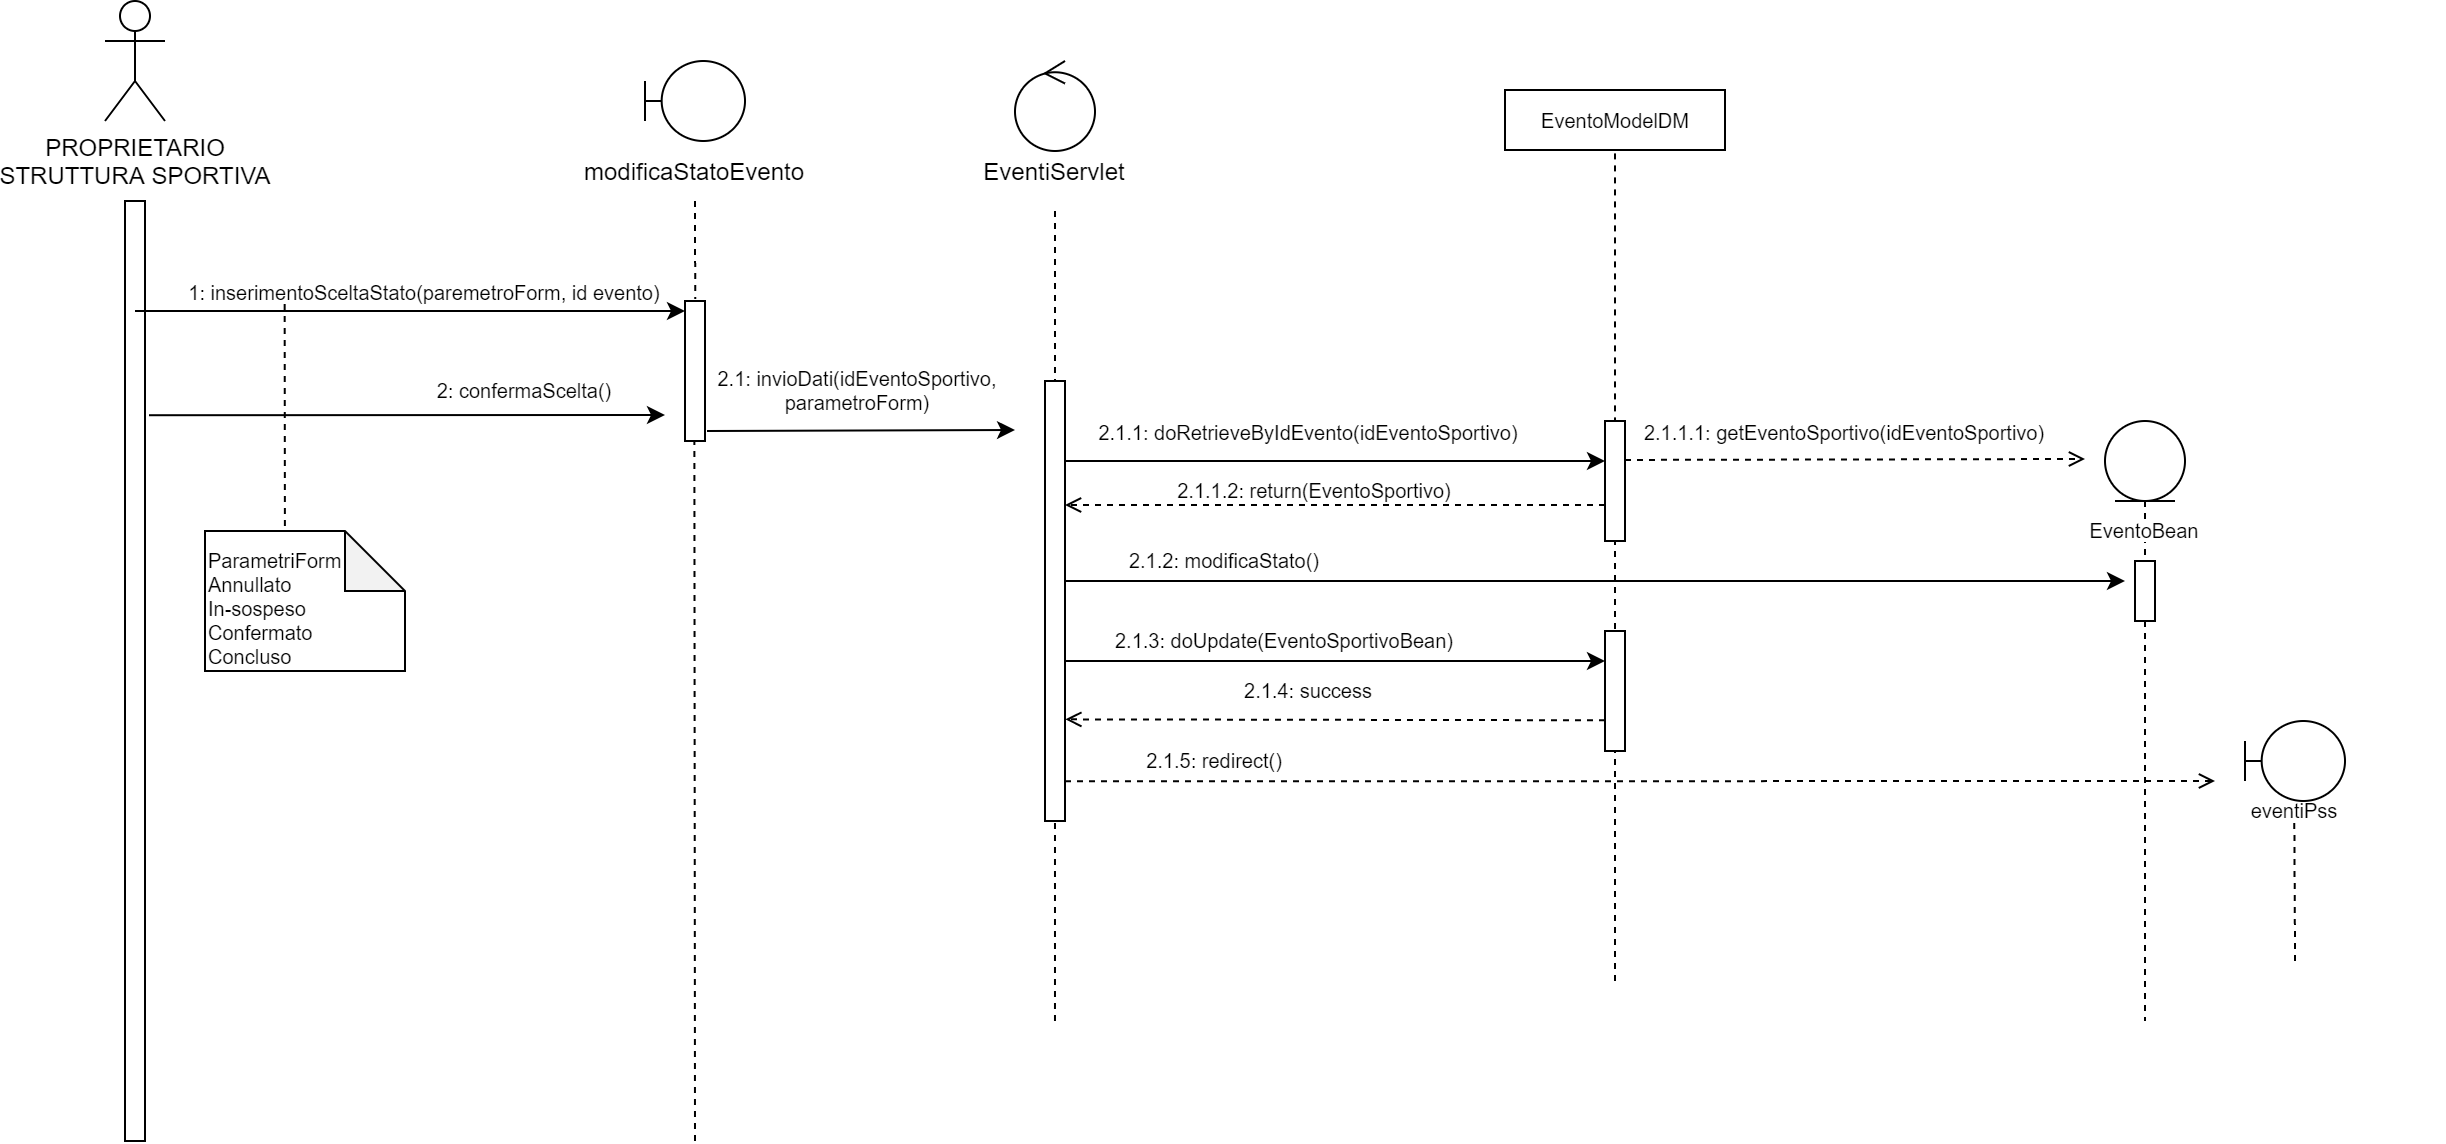 PROPRIETARIO
STRUTTURA SPORTIVA
modificaStatoEvento
EventiServlet
EventoModelDM
1: inserimentoSceltaStato(paremetroForm, id evento)
2: confermaScelta()
2.1: invioDati(idEventoSportivo,
parametroForm)
2.1.1: doRetrieveByIdEvento(idEventoSportivo)
2.1.1.1: getEventoSportivo(idEventoSportivo)
2.1.1.2: return(EventoSportivo)
EventoBean
2.1.2: modificaStato()
ParametriForm
Annullato
In-sospeso
Confermato
Concluso
2.1.3: doUpdate(EventoSportivoBean)
2.1.4: success
2.1.5: redirect()
eventiPss